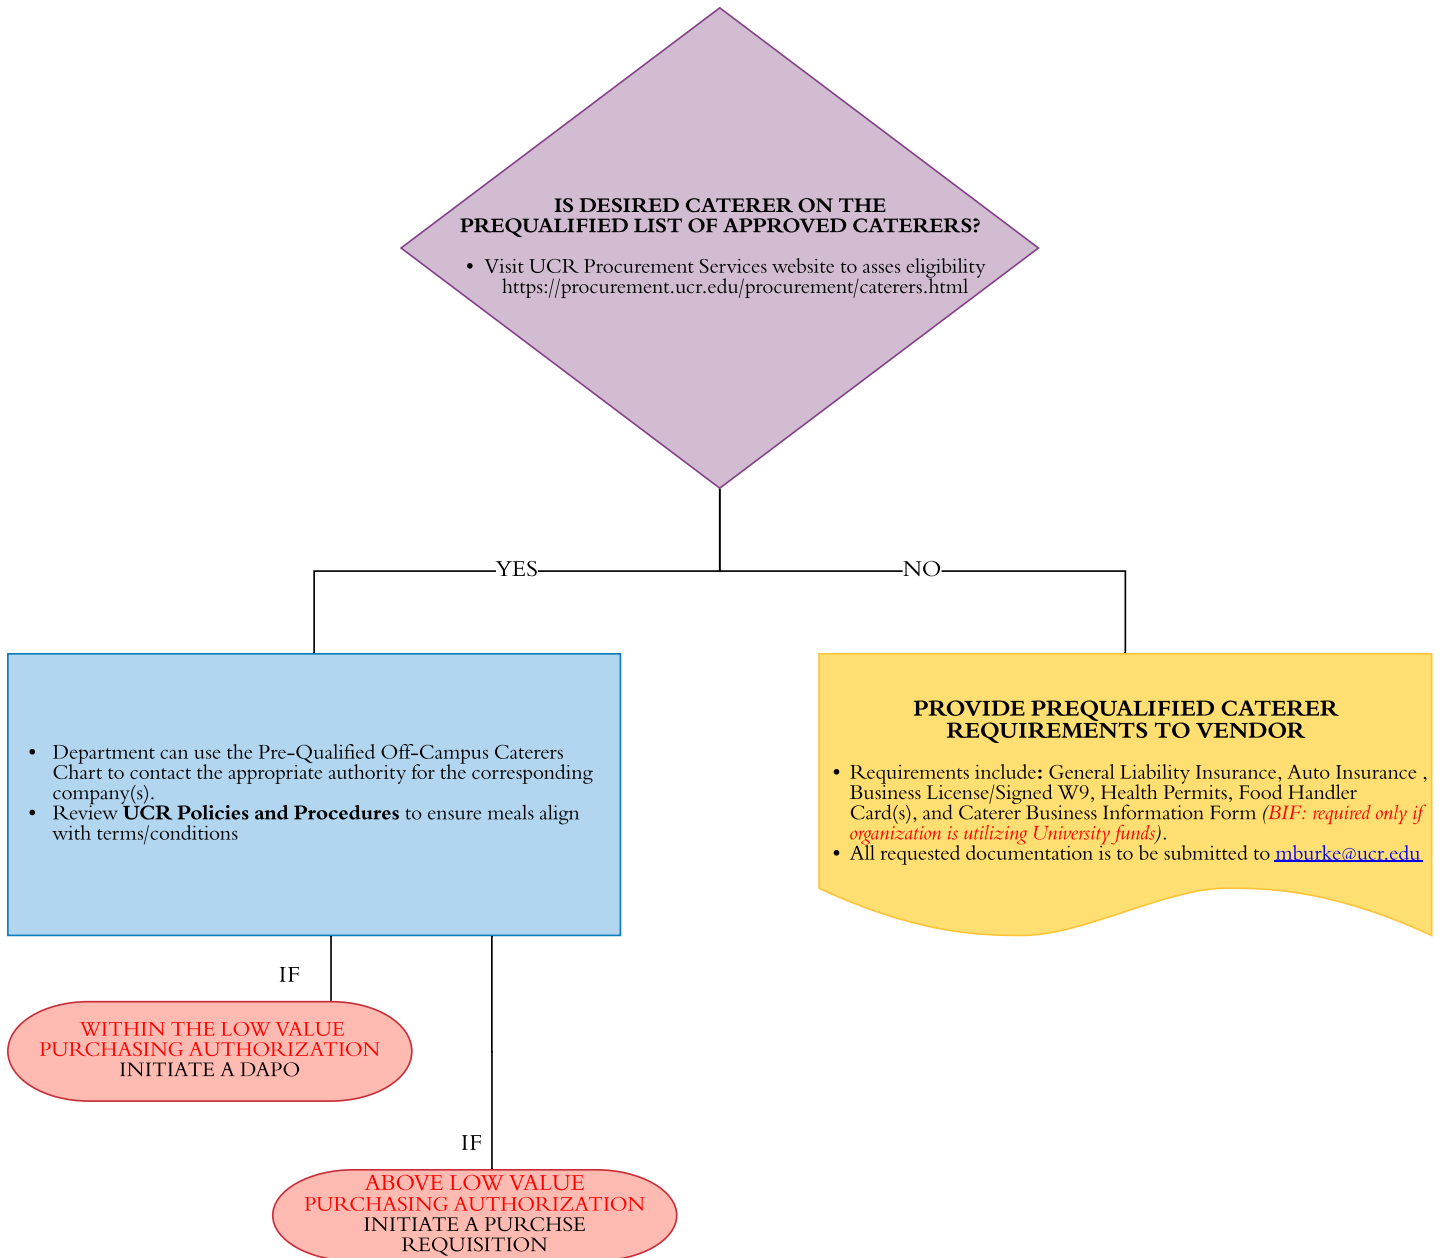 IS DESIRED CATERER ON THE
PREQUALIFIED LIST OF APPROVED CATERERS?
• Visit UCR Procurement Services website to asses eligibility
https://procurement.ucr.edu/procurement/caterers.html
YES
NO
• Department can use the Pre-Qualified Off-Campus Caterers
Chart to contact the appropriate authority for the corresponding
company(s).
• Review UCR Policies and Procedures to ensure meals align
with terms/conditions
PROVIDE PREQUALIFIED CATERER
REQUIREMENTS TO VENDOR
• Requirements include: General Liability Insurance, Auto Insurance ,
Business License/Signed W9, Health Permits, Food Handler
Card(s), and Caterer Business Information Form (BIF: required only if
organization is utilizing University funds).
• All requested documentation is to be submitted to mburke@ucr.edu
IF
WITHIN THE LOW VALUE
PURCHASING AUTHORIZATION
INITIATE A DAPO
IF
ABOVE LOW VALUE
PURCHASING AUTHORIZATION
INITIATE A PURCHSE
REQUISITION